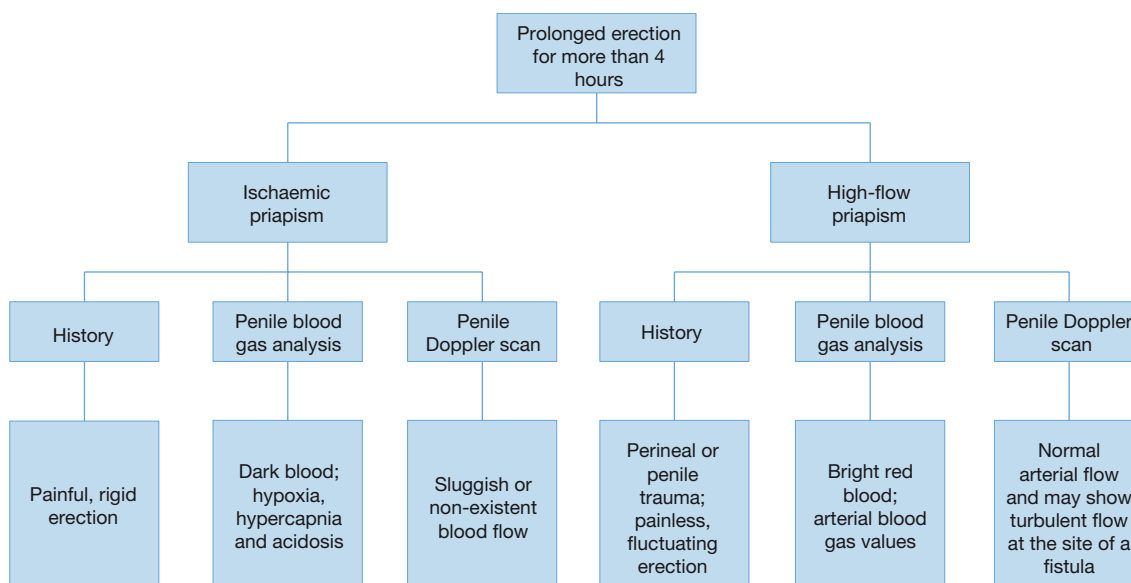 Prolonged erection
for more than 4
hours
Ischaemic
priapism
High-flow
priapism
History
Penile blood
gas analysis
Penile
Doppler scan
History
Penile blood
gas analysis
Penile Doppler
scan
Painful, rigid
erection
Dark blood;
hypoxia,
hypercapnia
and acidosis
Sluggish or
non-existent
blood flow
Perineal or
penile
trauma;
painless,
fluctuating
erection
Bright red
blood;
arterial blood
gas values
Normal
arterial flow
and may show
turbulent flow
at the site of a
fistula